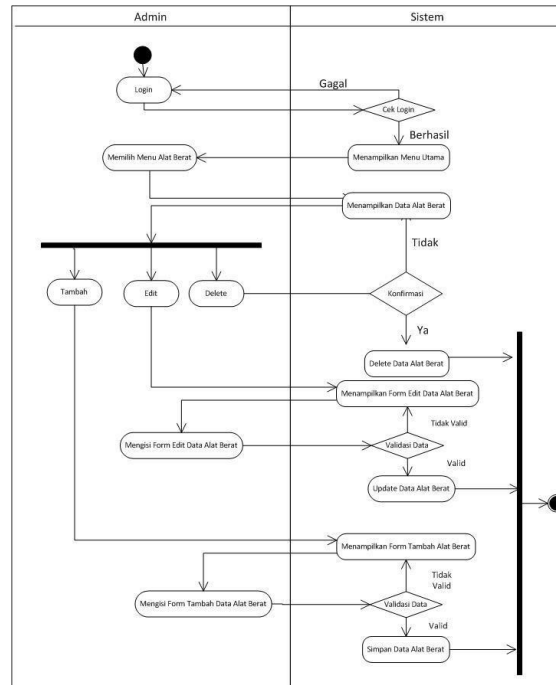 Admin
Sistem
Login
Gagal
Cek Login
Berhasil
Memilih Menu Alat Berat
Menampilkan Menu Utama
Menampilkan Data Alat Berat
Tidak
Tambah
Edit
Delete
Konfirmasi
Ya
Delete Data Alat Berat
Menampilkan Form Edit Data Alat Berat
Tidak Valid
Mengisi Form Edit Data Alat Berat
Validasi Data
Valid
Update Data Alat Berat
Menampilkan Form Tambah Alat Berat
Tidak
Valid
Mengisi Form Tambah Data Alat Berat
Validasi Data
Valid
Simpan Data Alat Berat